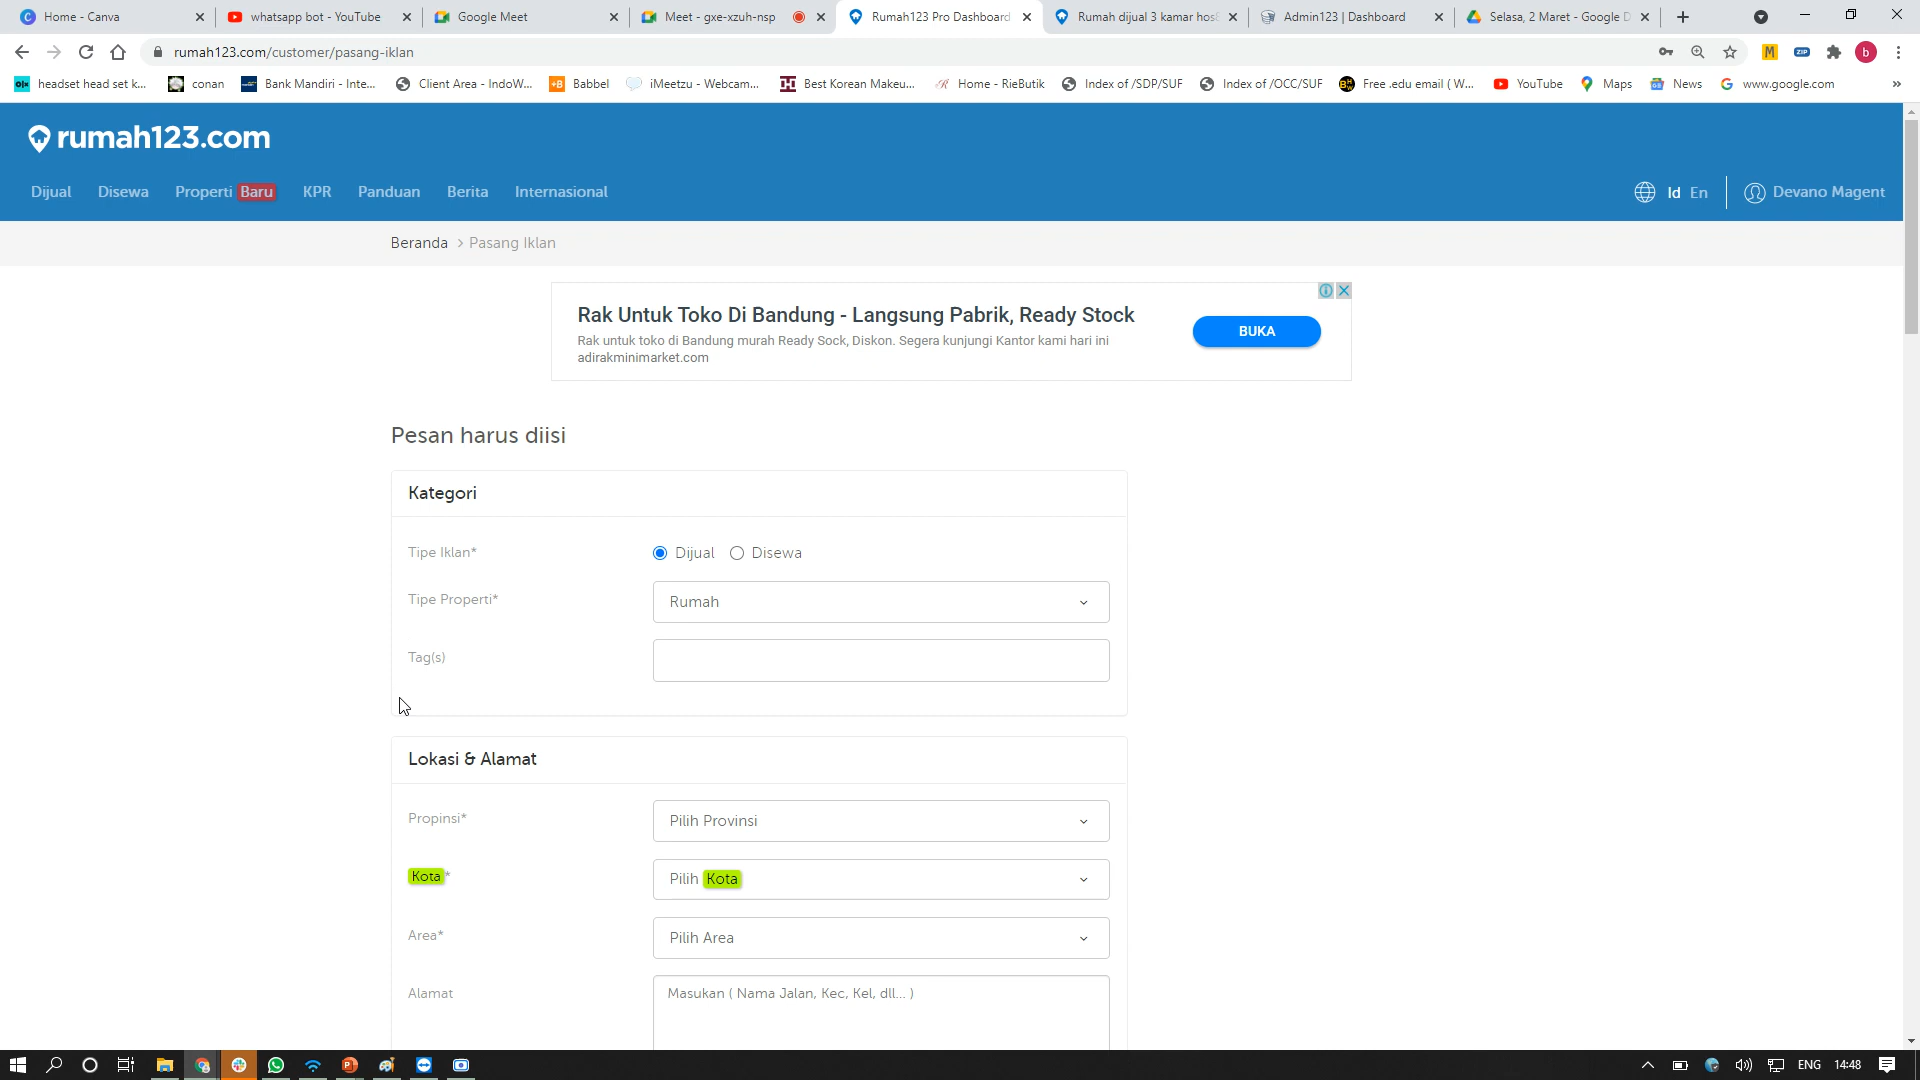 Home - Canva
whatsapp bot - YouTube
Google Meet
Meet - gxe-xzuh-nsp
Rumah123 Pro Dashboard
Rumah dijual 3 kamar hos
Admin123 | Dashboard
Selasa, 2 Maret - Google D
rumah123.com/customer/pasang-iklan
M
ZIP
b
headset head set k...
conan
Bank Mandiri - Inte...
Client Area - IndoW...
Babbel
iMeetzu - Webcam...
Best Korean Makeu...
Home - RieButik
Index of /SDP/SUF
Index of /OCC/SUF
Free .edu email ( W...
YouTube
Maps
News
www.google.com
rumah123.com
Dijual
Disewa
Properti Baru
KPR
Panduan
Berita
Internasional
Id En
Devano Magent
Beranda > Pasang Iklan
Rak Untuk Toko Di Bandung - Langsung Pabrik, Ready Stock
Rak untuk toko di Bandung murah Ready Sock, Diskon. Segera kunjungi Kantor kami hari ini
adirakminimarket.com
BUKA
Pesan harus diisi
Kategori
Tipe Iklan*
Dijual Disewa
Tipe Properti*
Rumah
Tag(s)
Lokasi & Alamat
Propinsi*
Pilih Provinsi
Kota*
Pilih Kota
Area*
Pilih Area
Alamat
Masukan ( Nama Jalan, Kec, Kel, dll... )
ENG
14:48